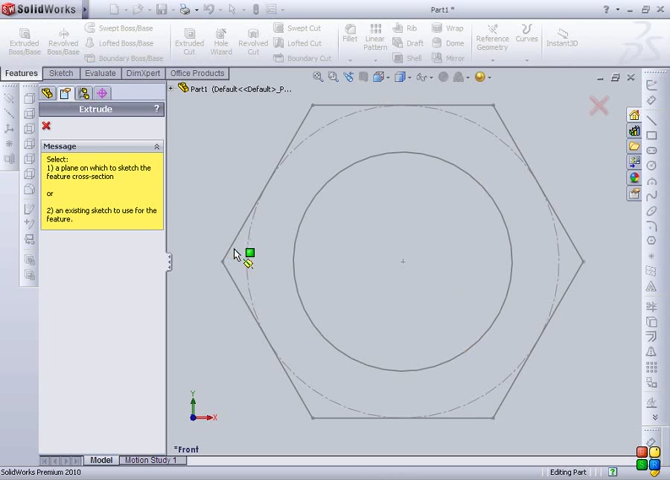 SolidWorks
Part1 *
Extruded Boss/Base
Revolved Boss/Base
Swept Boss/Base
Lofted Boss/Base
Boundary Boss/Base
Extruded Cut
Hole Wizard
Revolved Cut
Swept Cut
Lofted Cut
Boundary Cut
Fillet
Linear Pattern
Rib
Draft
Shell
Wrap
Dome
Mirror
Reference Geometry
Curves
Instant3D
Features
Sketch
Evaluate
DimXpert
Office Products
Part1 (Default<<Default>_P...
Extrude
?
Message
Select:
1) a plane on which to sketch the
feature cross-section
or
2) an existing sketch to use for the
feature.
Y
X
*Front
Model
Motion Study 1
SolidWorks Premium 2010
Editing Part